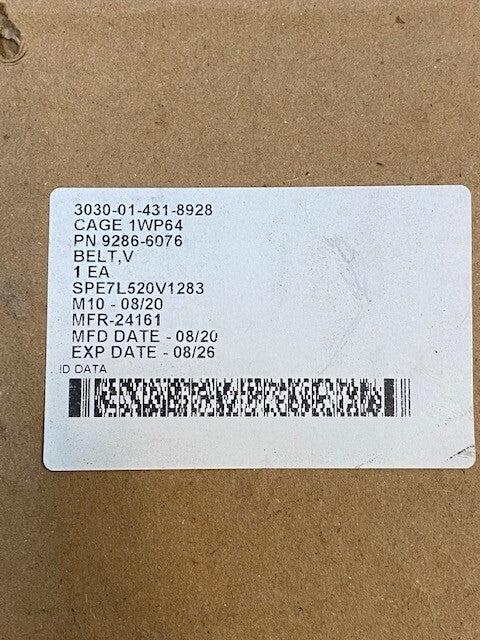 3030-01-431-8928
CAGE 1WP64
PN 9286-6076
BELT,V
1 EA
SPE7L520V1283
M10 - 08/20
MFR-24161
MFD DATE - 08/20
EXP DATE - 08/26
ID DATA